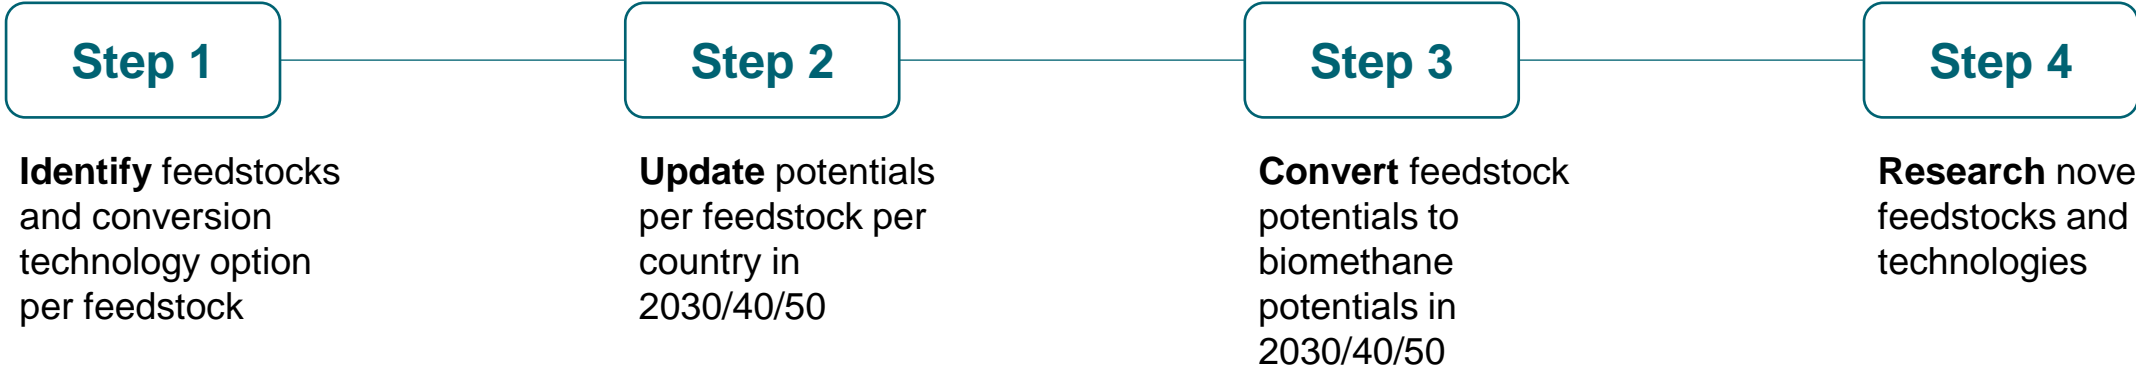 Step 1
Identify feedstocks
and conversion
technology option
per feedstock
Step 2
Update potentials
per feedstock per
country in
2030/40/50
Step 3
Convert feedstock
potentials to
biomethane
potentials in
2030/40/50
Step 4
Research nove
feedstocks and
technologies